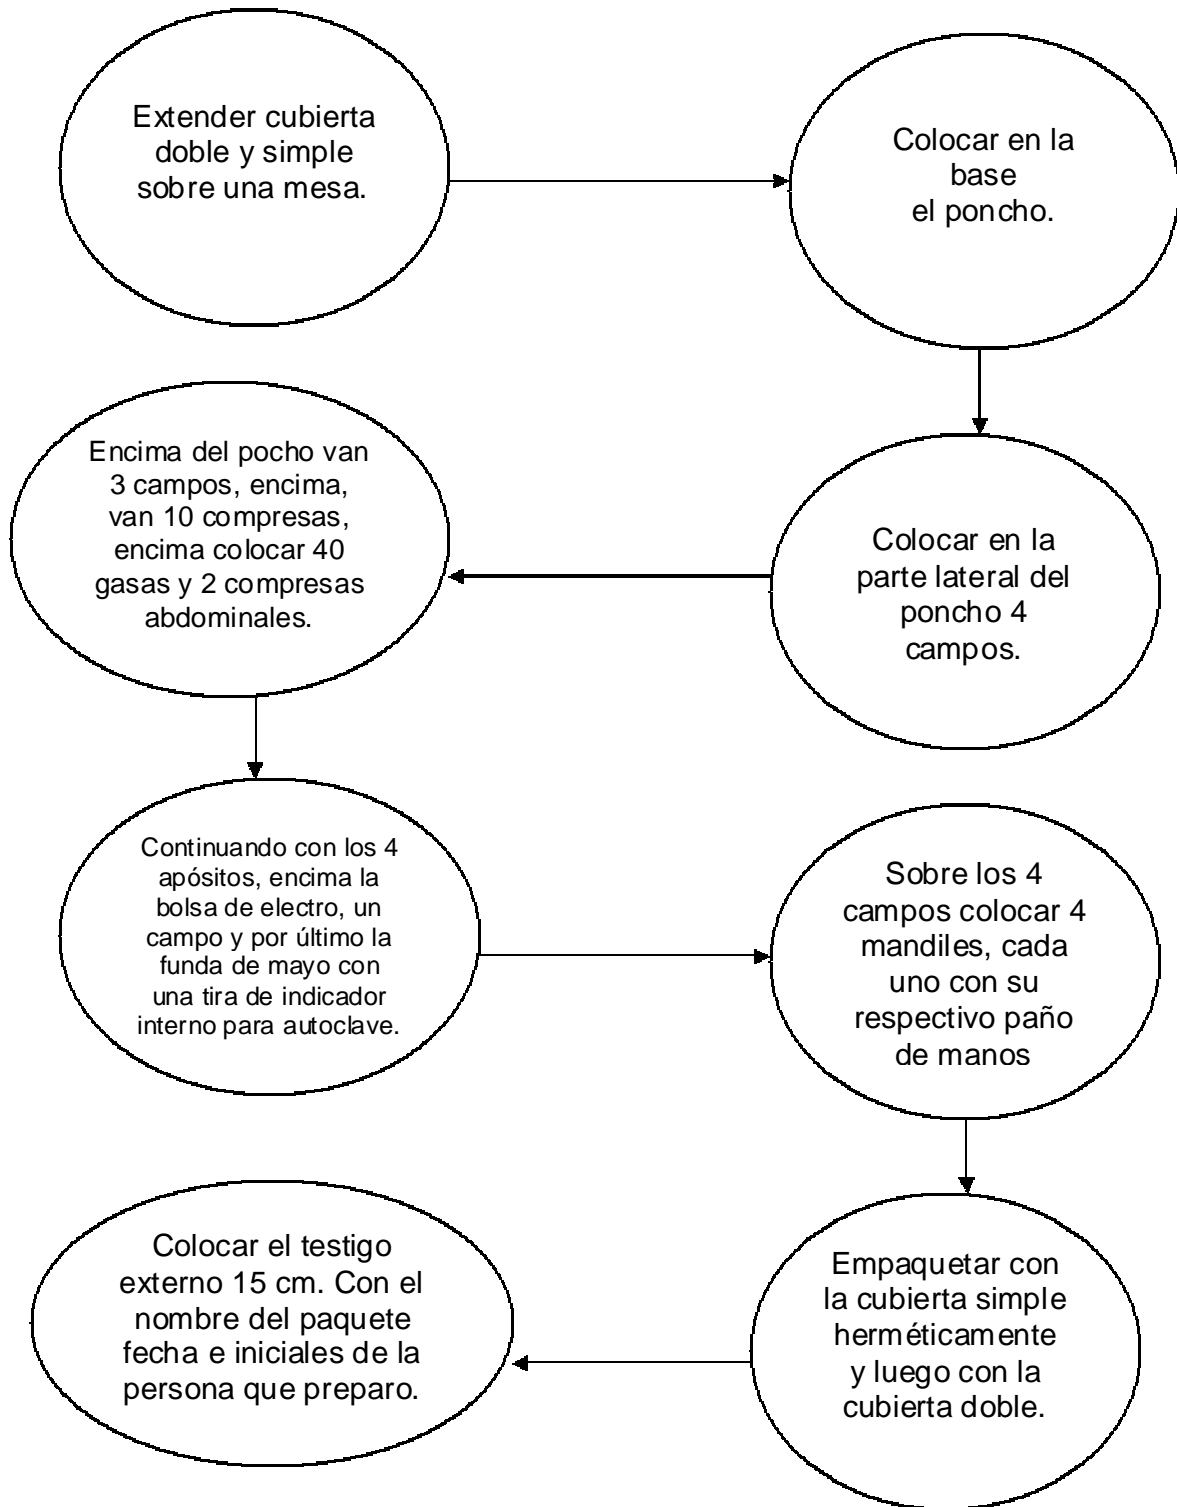 Extender cubierta
doble y simple
sobre una mesa.
Colocar en la
base
el poncho.
Colocar en la
parte lateral del
poncho 4
campos.
Encima del pocho van
3 campos, encima,
van 10 compresas,
encima colocar 40
gasas y 2 compresas
abdominales.
Continuando con los 4
apósitos, encima la
bolsa de electro, un
campo y por último la
funda de mayo con
una tira de indicador
interno para autoclave.
Sobre los 4
campos colocar 4
mandiles, cada
uno con su
respectivo paño
de manos
Empaquetar con
la cubierta simple
herméticamente
y luego con la
cubierta doble.
Colocar el testigo
externo 15 cm. Con el
nombre del paquete
fecha e iniciales de la
persona que preparo.